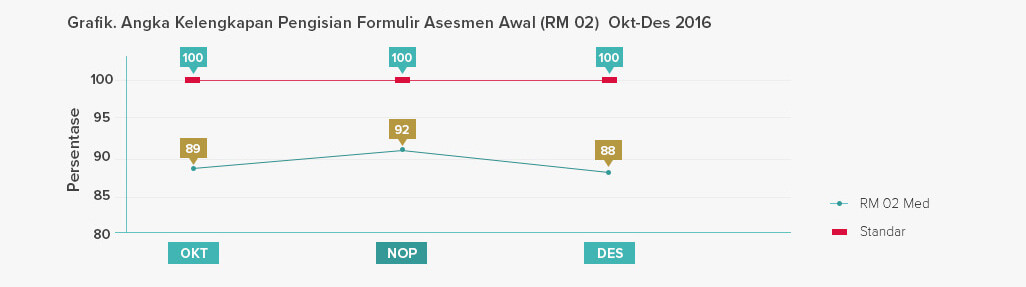 Grafik. Angka Kelengkapan Pengisian Formulir Asesmen Awal (RM 02)  Okt-Des 2016
100 100 100
100
95
92
89 88
90
85
80
Persentase
OKT NOP DES
RM 02 Med
Standar